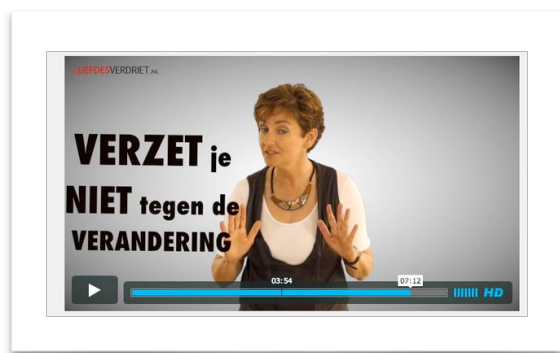 LIEFDESVERDRIET.NL
VERZET je
NIET tegen de
VERANDERING
03:54
07:12
HD